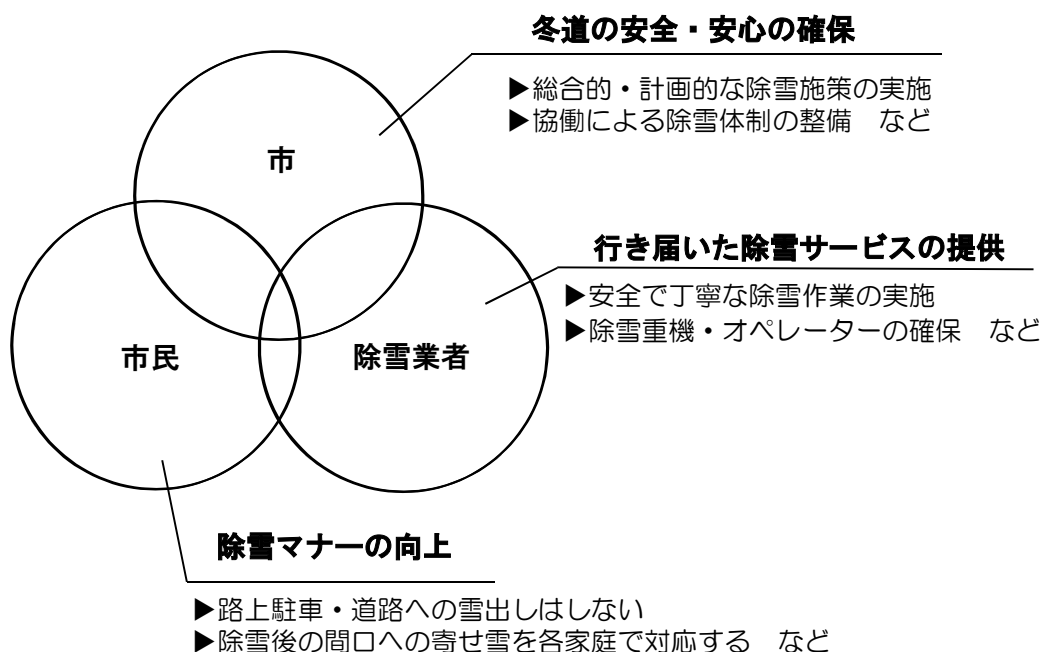 冬道の安全・安心の確保
▶総合的・計画的な除雪施策の実施
▶協働による除雪体制の整備　など
市
行き届いた除雪サービスの提供
▶安全で丁寧な除雪作業の実施
▶除雪重機・オペレーターの確保　など
市民
除雪業者
除雪マナーの向上
▶路上駐車・道路への雪出しはしない
▶除雪後の間口への寄せ雪を各家庭で対応する　など